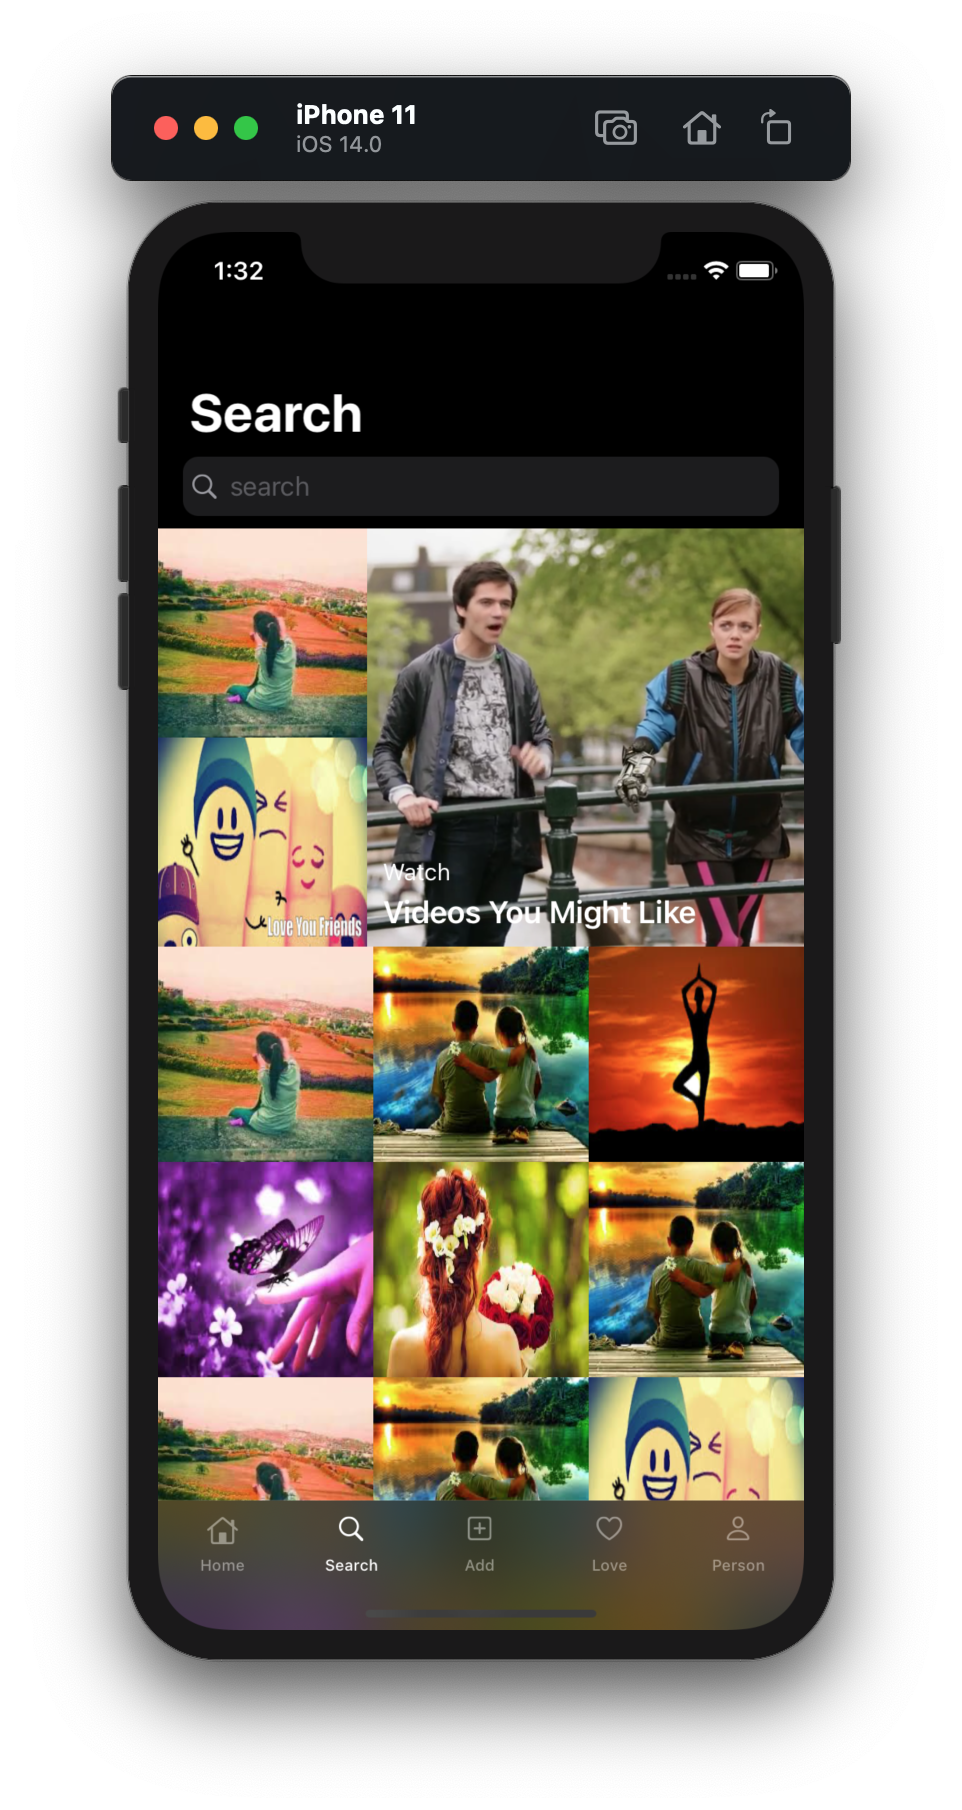 iPhone 11
iOS 14.0
1:32
Search
search
Love You Friends
Watch
Videos You Might Like
Home
Search
Add
Love
Person